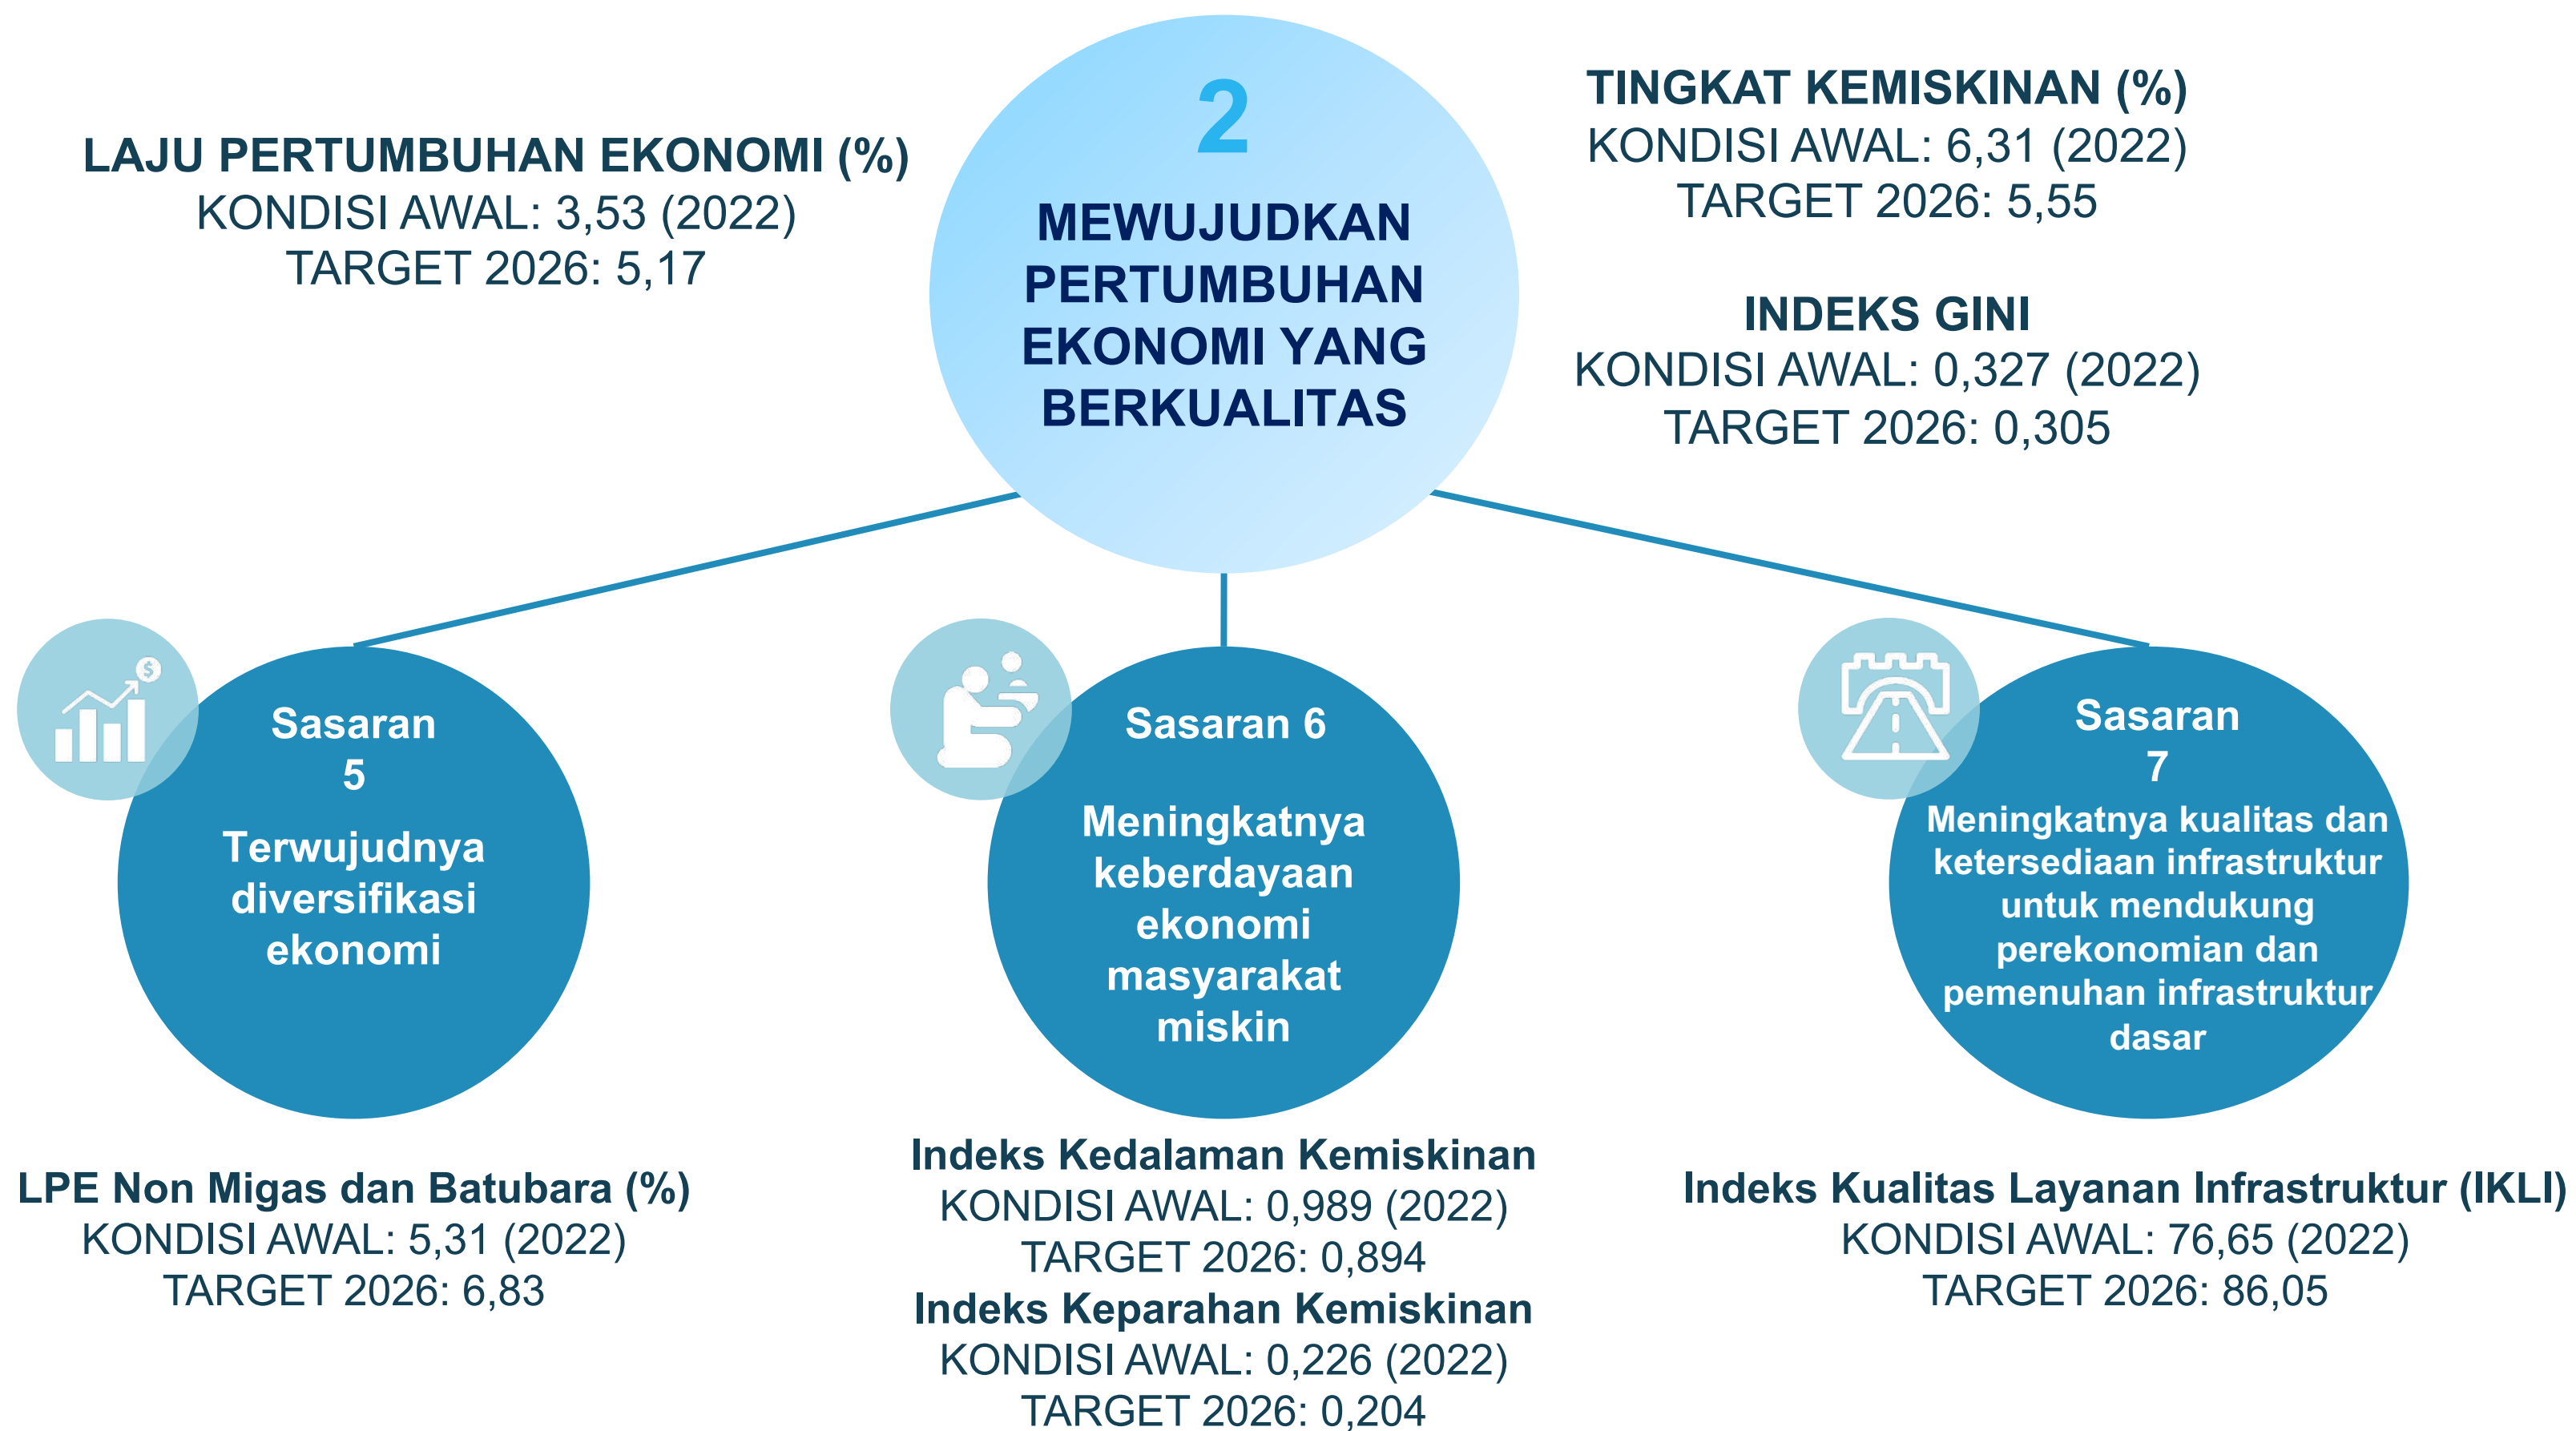 2
MEWUJUDKAN
PERTUMBUHAN
EKONOMI YANG
BERKUALITAS
LAJU PERTUMBUHAN EKONOMI (%)
KONDISI AWAL: 3,53 (2022)
TARGET 2026: 5,17
TINGKAT KEMISKINAN (%)
KONDISI AWAL: 6,31 (2022)
TARGET 2026: 5,55
INDEKS GINI
KONDISI AWAL: 0,327 (2022)
TARGET 2026: 0,305
$
Sasaran
5
Terwujudnya
diversifikasi
ekonomi
LPE Non Migas dan Batubara (%)
KONDISI AWAL: 5,31 (2022)
TARGET 2026: 6,83
Sasaran 6
Meningkatnya
keberdayaan
ekonomi
masyarakat
miskin
Indeks Kedalaman Kemiskinan
KONDISI AWAL: 0,989 (2022)
TARGET 2026: 0,894
Indeks Keparahan Kemiskinan
KONDISI AWAL: 0,226 (2022)
TARGET 2026: 0,204
Sasaran
7
Meningkatnya kualitas dan
ketersediaan infrastruktur
untuk mendukung
perekonomian dan
pemenuhan infrastruktur
dasar
Indeks Kualitas Layanan Infrastruktur (IKLI)
KONDISI AWAL: 76,65 (2022)
TARGET 2026: 86,05